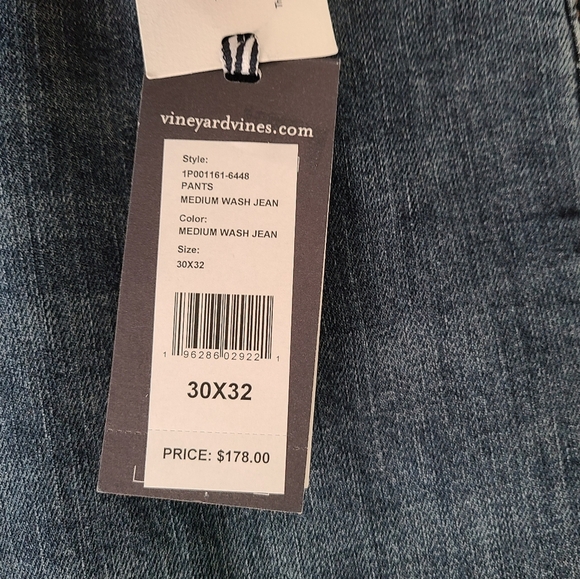 vineyardvines.com
Style:
1P001161-6448
PANTS
MEDIUM WASH JEAN
Color:
MEDIUM WASH JEAN
Size:
30X32
1 96286 02922 1
30X32
PRICE: $178.00